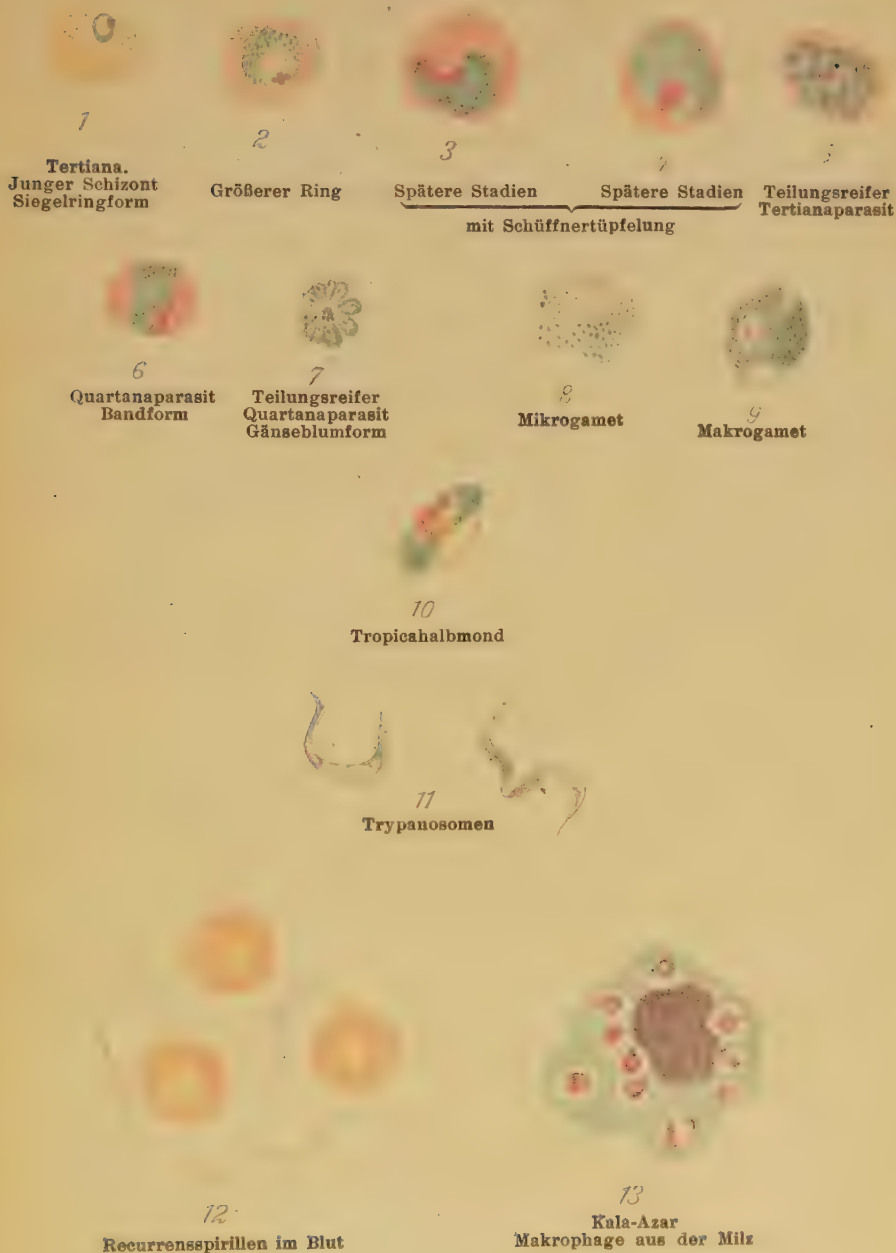 1
Tertiana.
Junger Schizont
Siegelringform
2
Größerer Ring
3
Spätere Stadien
Spätere Stadien
mit Schüffnertüpfelung
Teilungsreifer
Tertianaparasit
6
Quartanaparasit
Bandform
7
Teilungsreifer
Quartanaparasit
Gänseblumform
8
Mikrogamet
9
Makrogamet
10
Tropicahalbmond
11
Trypanosomen
12
Recurrensspirillen im Blut
13
Kala-Azar
Makrophage aus der Milz